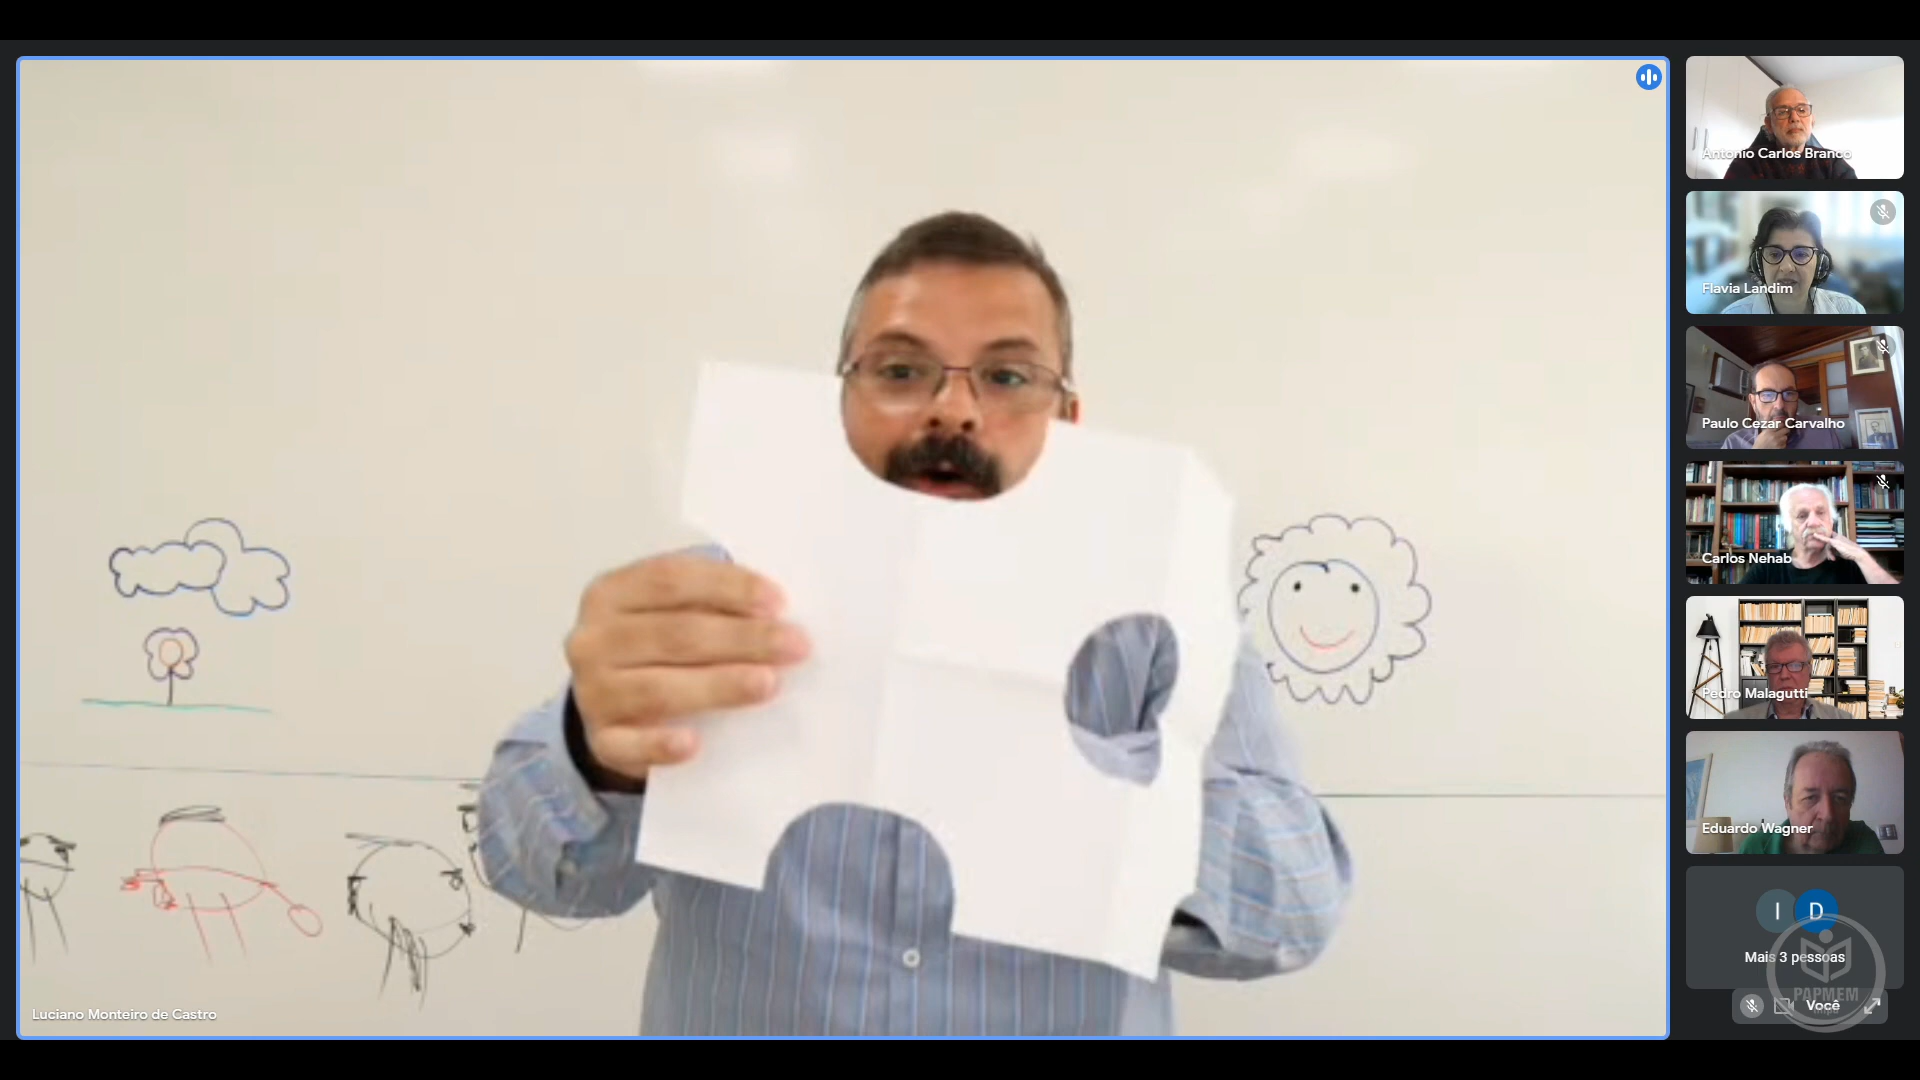 Luciano Monteiro de Castro
Antonio Carlos Branco
Flavia Landim
Paulo Cezar Carvalho
Carlos Nehab
Pedro Malagutti
Eduardo Wagner
I D
Mais 3 pessoas
PAPMEM
impa
Você